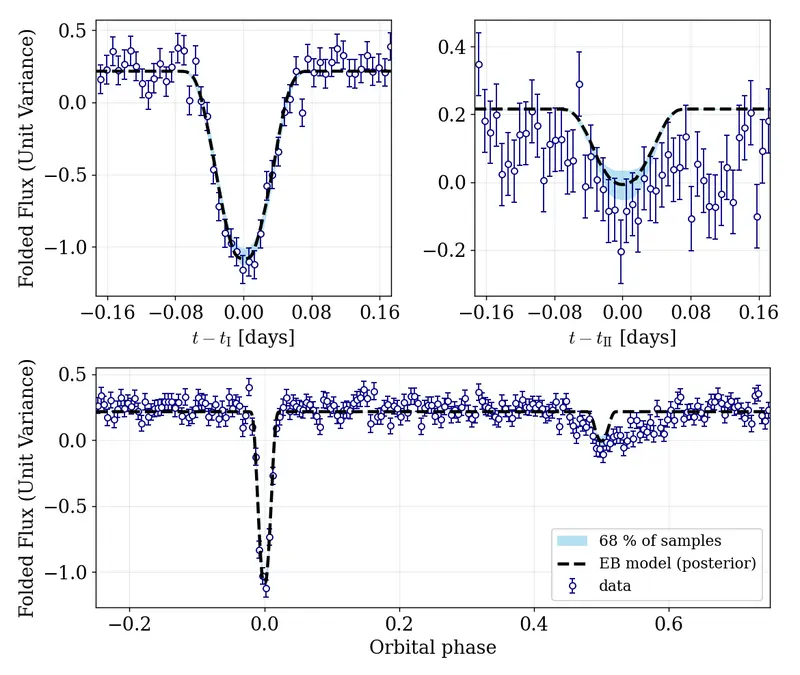 Folded Flux (Unit Variance)
0.5
0.0
−0.5
−1.0
−0.16 −0.08 0.00 0.08 0.16
t − tI [days]
0.4
0.2
0.0
−0.2
−0.16 −0.08 0.00 0.08 0.16
t − tII [days]
Folded Flux (Unit Variance)
0.5
0.0
−0.5
−1.0
68 % of samples
EB model (posterior)
data
−0.2 0.0 0.2 0.4 0.6
Orbital phase